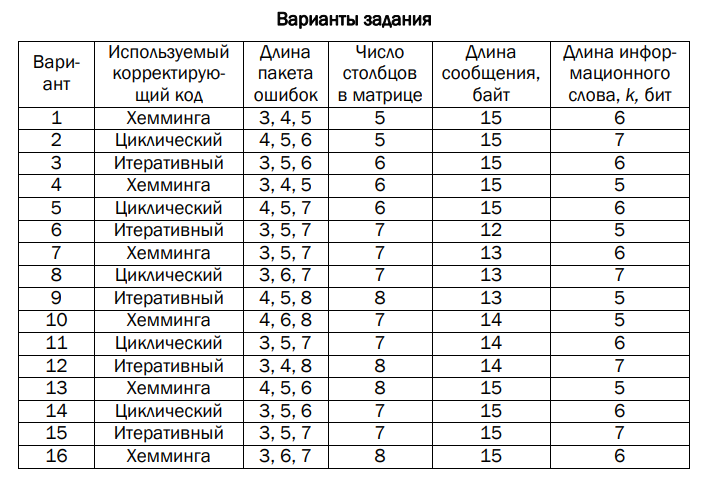 Варианты задания
Вари-
ант
Используемый
корректирую-
щий код
Длина
пакета
ошибок
Число
столбцов
в матрице
Длина
сообщения,
байт
Длина инфор-
мационного
слова, k, бит
1 Хемминга 3, 4, 5 5 15 6
2 Циклический 4, 5, 6 5 15 7
3 Итеративный 3, 5, 6 6 15 6
4 Хемминга 3, 4, 5 6 15 5
5 Циклический 4, 5, 7 6 15 6
6 Итеративный 3, 5, 7 7 12 5
7 Хемминга 3, 5, 7 7 13 6
8 Циклический 3, 6, 7 7 13 7
9 Итеративный 4, 5, 8 8 13 5
10 Хемминга 4, 6, 8 7 14 5
11 Циклический 3, 5, 7 7 14 6
12 Итеративный 3, 4, 8 8 14 7
13 Хемминга 4, 5, 6 8 15 5
14 Циклический 3, 5, 6 7 15 6
15 Итеративный 3, 5, 7 7 15 7
16 Хемминга 3, 6, 7 8 15 6